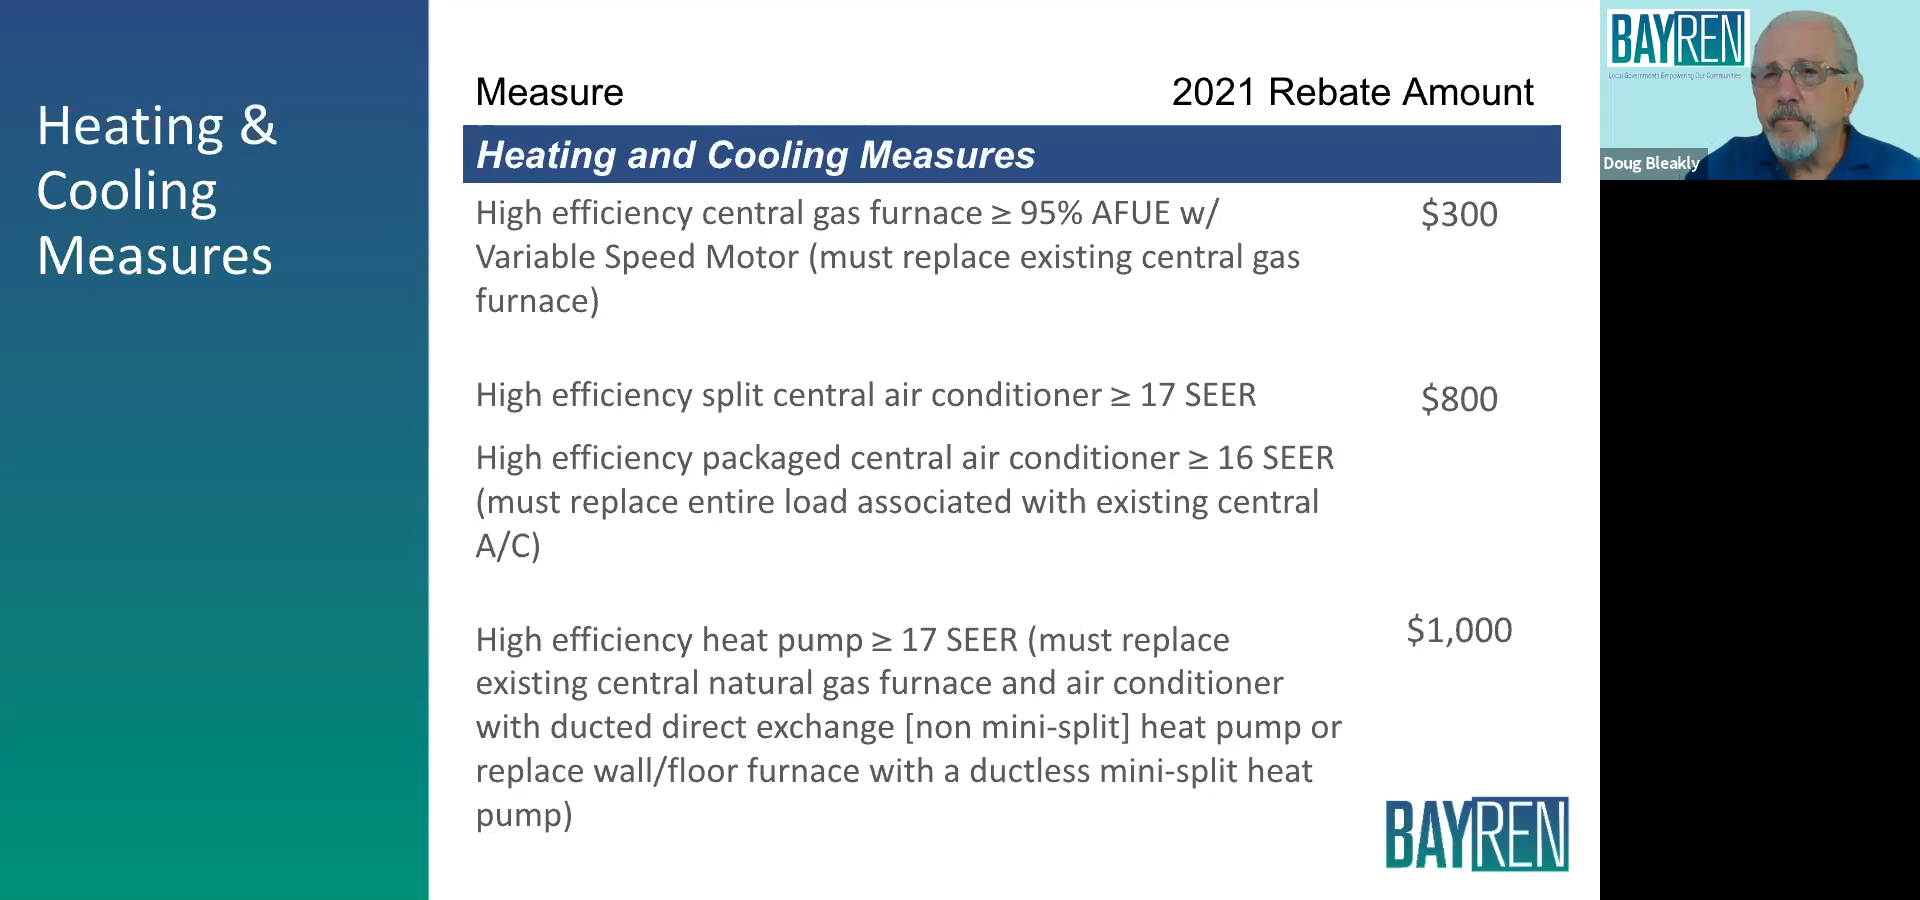 Heating &
Cooling
Measures
Measure 2021 Rebate Amount
Heating and Cooling Measures
High efficiency central gas furnace ≥ 95% AFUE w/ $300
Variable Speed Motor (must replace existing central gas
furnace)
High efficiency split central air conditioner ≥ 17 SEER $800
High efficiency packaged central air conditioner ≥ 16 SEER
(must replace entire load associated with existing central
A/C)
High efficiency heat pump ≥ 17 SEER (must replace $1,000
existing central natural gas furnace and air conditioner
with ducted direct exchange [non mini-split] heat pump or
replace wall/floor furnace with a ductless mini-split heat
pump)
BAYREN
BAYREN
Local Governments Empowering Our Communities
Doug Bleakly